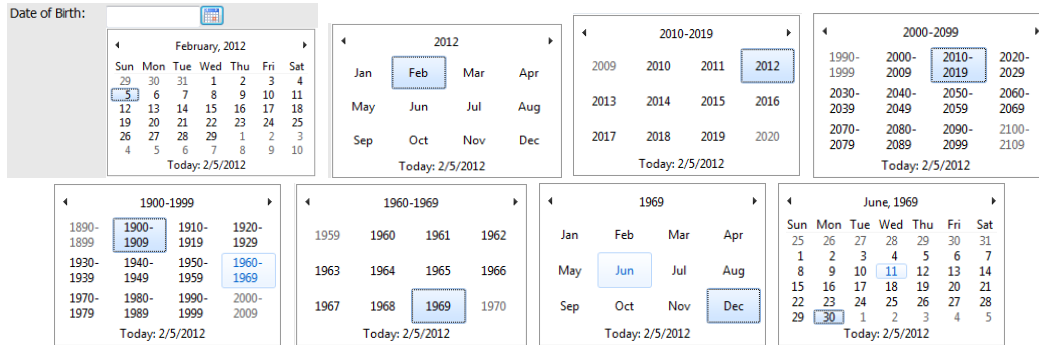 Date of Birth:
February, 2012
Sun Mon Tue Wed Thu Fri Sat
29 30 31 1 2 3 4
5 6 7 8 9 10 11
12 13 14 15 16 17 18
19 20 21 22 23 24 25
26 27 28 29 1 2 3
4 5 6 7 8 9 10
Today: 2/5/2012
2012
Jan Feb Mar Apr
May Jun Jul Aug
Sep Oct Nov Dec
Today: 2/5/2012
2010-2019
2009 2010 2011 2012
2013 2014 2015 2016
2017 2018 2019 2020
Today: 2/5/2012
2000-2099
1990- 2000- 2010- 2020-
1999 2009 2019 2029
2030- 2040- 2050- 2060-
2039 2049 2059 2069
2070- 2080- 2090- 2100-
2079 2089 2099 2109
Today: 2/5/2012
1900-1999
1890- 1900- 1910- 1920-
1899 1909 1919 1929
1930- 1940- 1950- 1960-
1939 1949 1959 1969
1970- 1980- 1990- 2000-
1979 1989 1999 2009
Today: 2/5/2012
1960-1969
1959 1960 1961 1962
1963 1964 1965 1966
1967 1968 1969 1970
Today: 2/5/2012
1969
Jan Feb Mar Apr
May Jun Jul Aug
Sep Oct Nov Dec
Today: 2/5/2012
June, 1969
Sun Mon Tue Wed Thu Fri Sat
25 26 27 28 29 30 31
1 2 3 4 5 6 7
8 9 10 11 12 13 14
15 16 17 18 19 20 21
22 23 24 25 26 27 28
29 30 1 2 3 4 5
Today: 2/5/2012